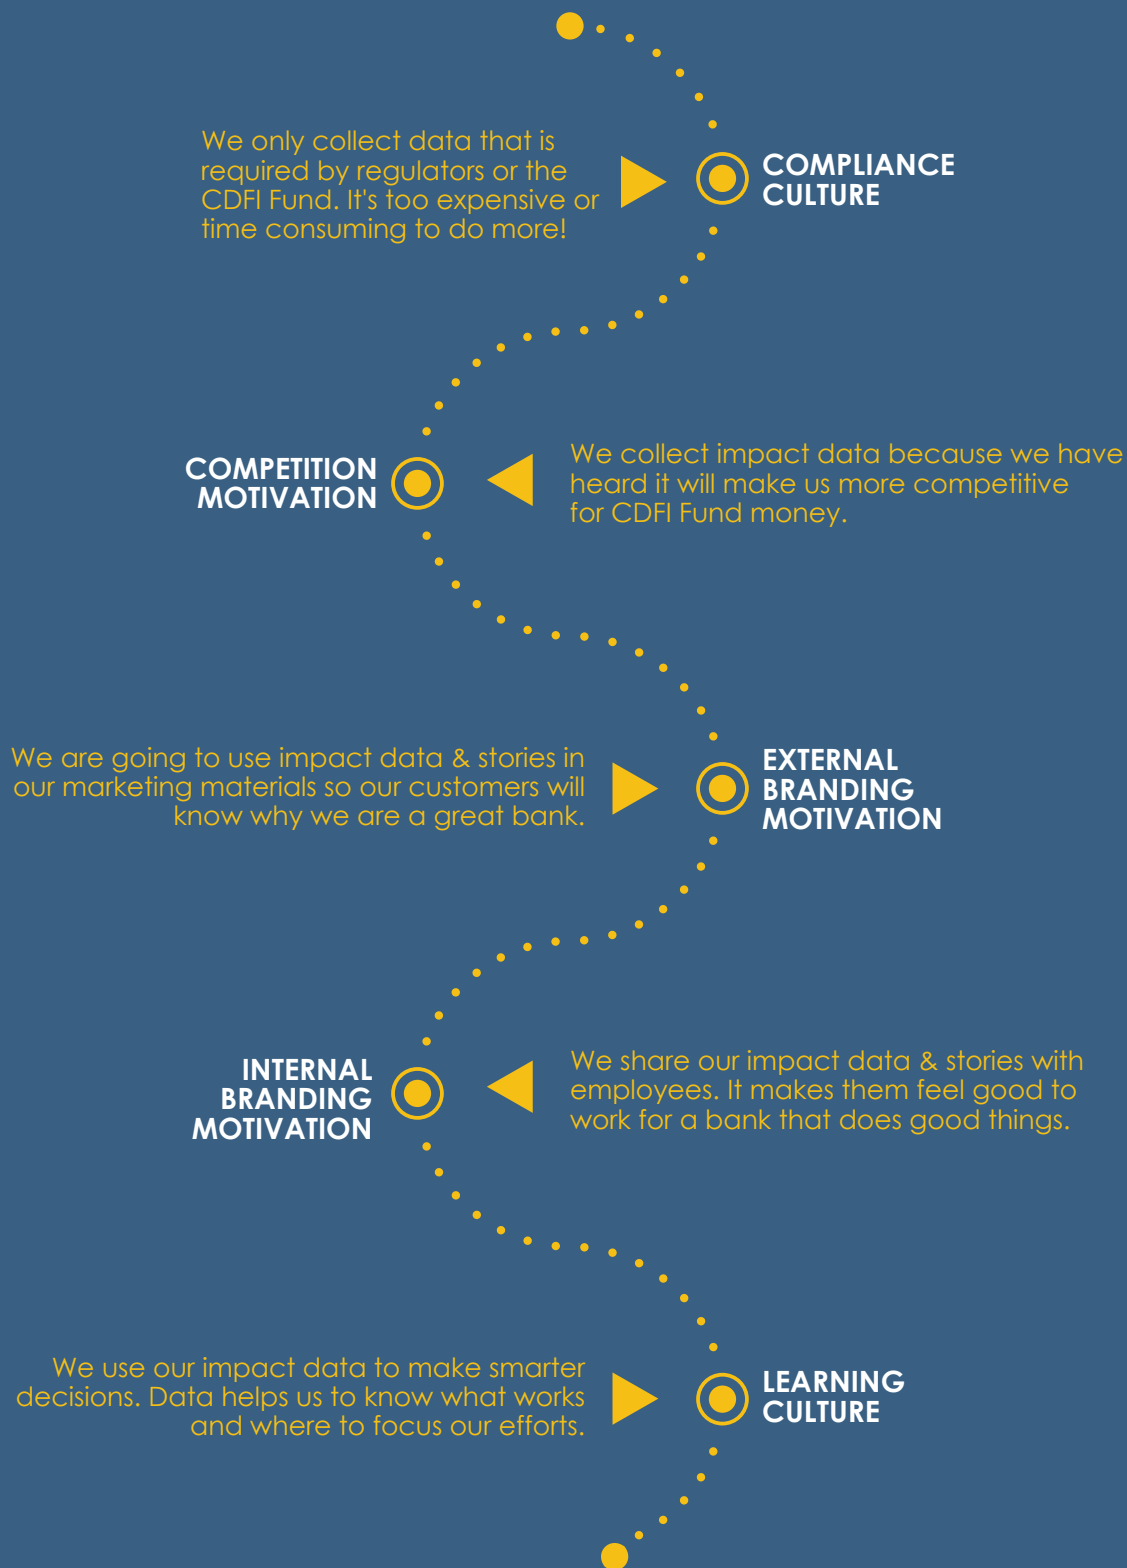 We only collect data that is
required by regulators or the
CDFI Fund. It's too expensive or
time consuming to do more!
COMPLIANCE
CULTURE
COMPETITION
MOTIVATION
We collect impact data because we have
heard it will make us more competitive
for CDFI Fund money.
We are going to use impact data & stories in
our marketing materials so our customers will
know why we are a great bank.
EXTERNAL
BRANDING
MOTIVATION
INTERNAL
BRANDING
MOTIVATION
We share our impact data & stories with
employees. It makes them feel good to
work for a bank that does good things.
We use our impact data to make smarter
decisions. Data helps us to know what works
and where to focus our efforts.
LEARNING
CULTURE